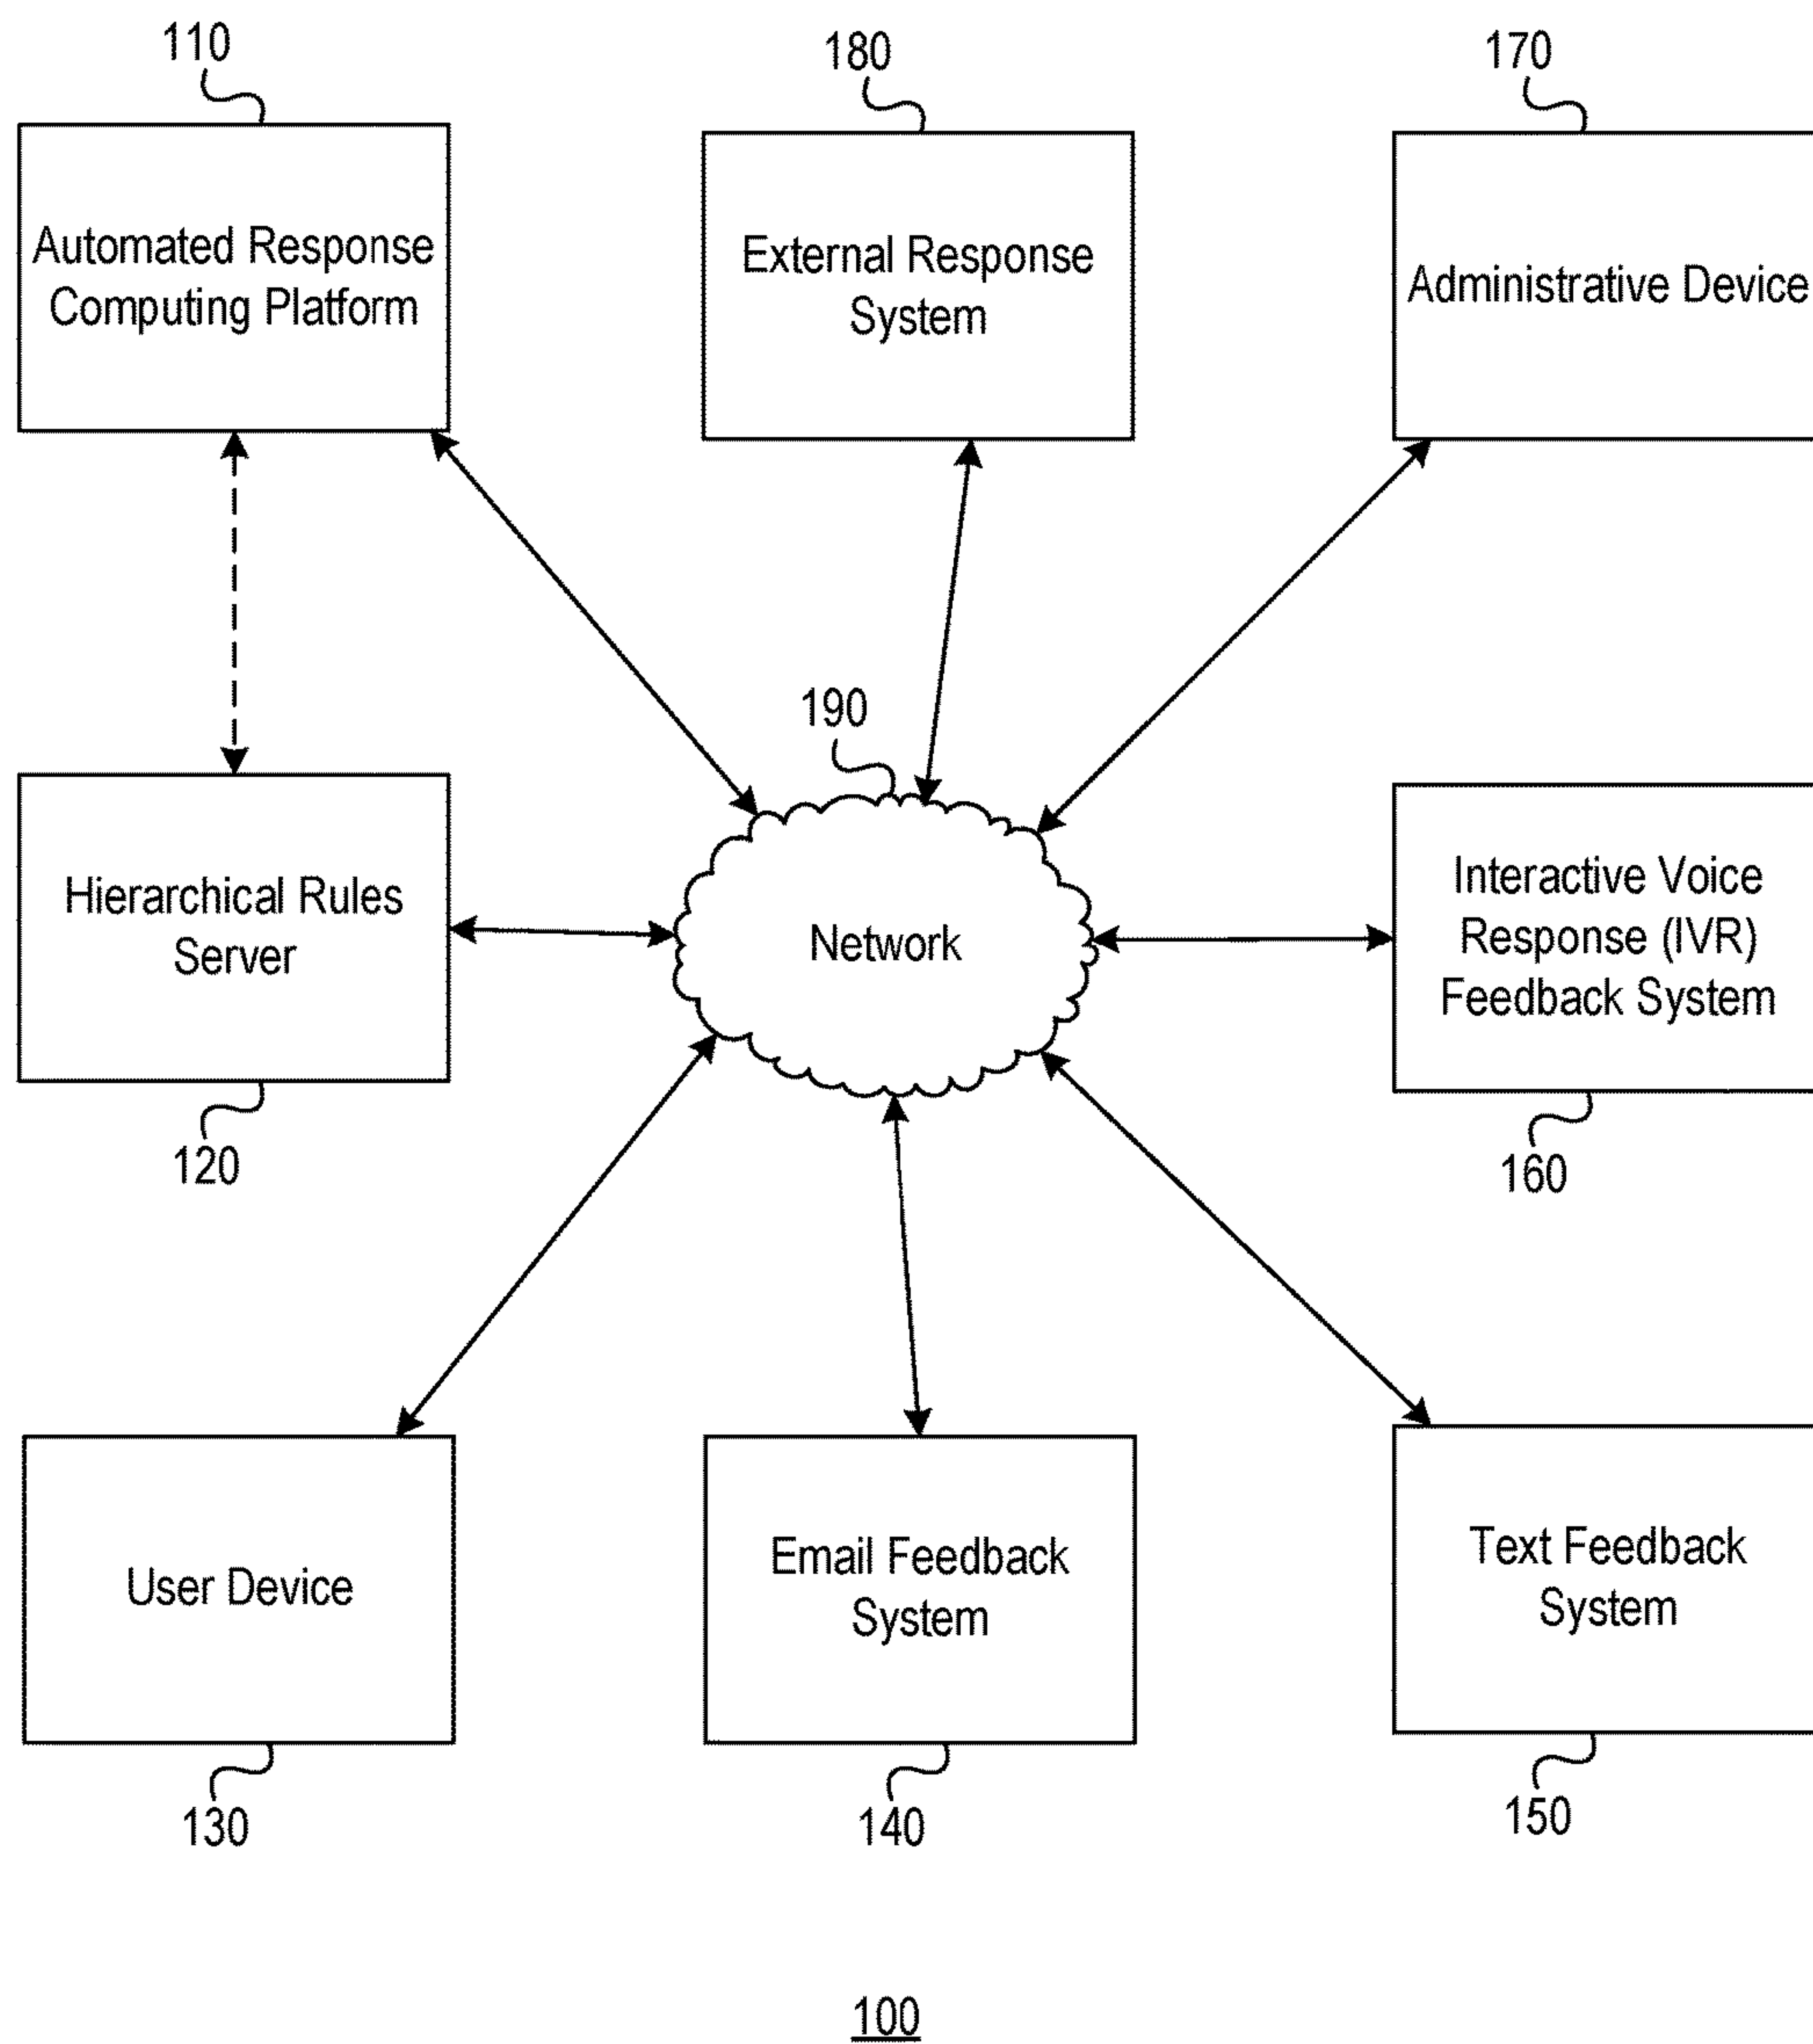 110
180
170
Automated Response
Computing Platform
External Response
System
Administrative Device
190
Hierarchical Rules
Server
Network
Interactive Voice
Response (IVR)
Feedback System
120
160
User Device
Email Feedback
System
Text Feedback
System
130
140
150
100